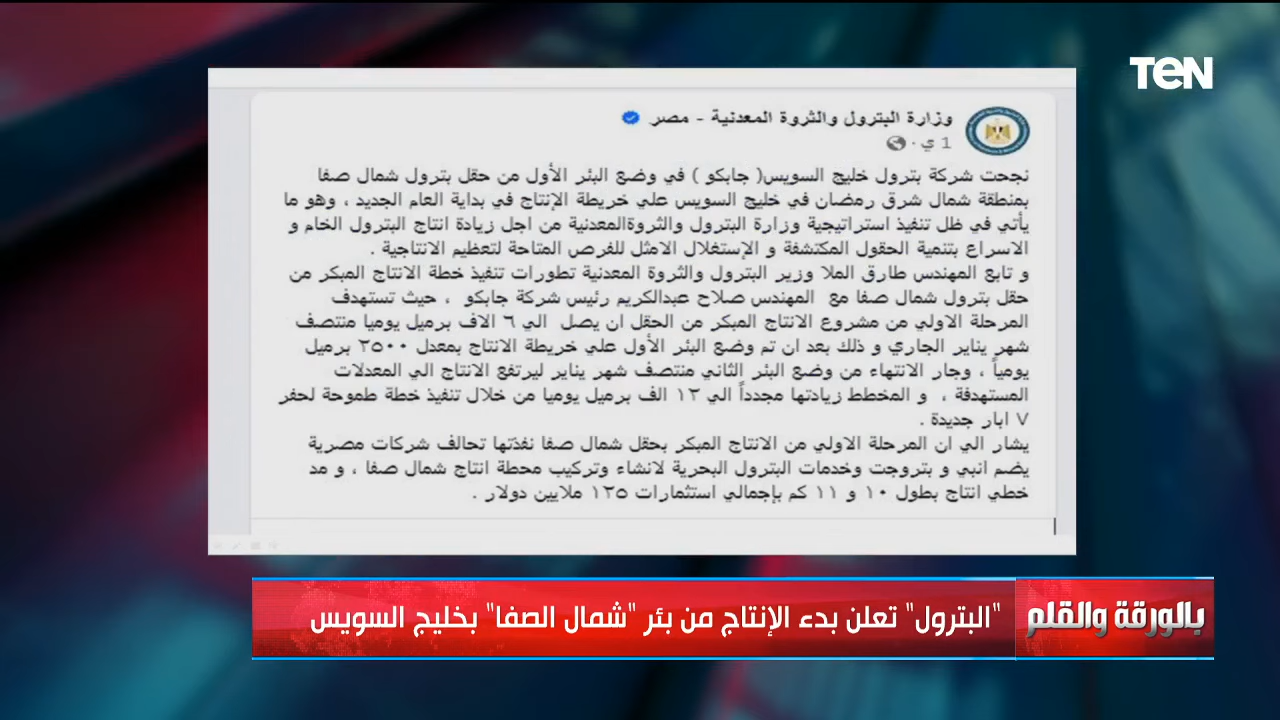 TEN
وزارة البترول والثروة المعدنية - مصر
1 ي ·
نجحت شركة بترول خليج السويس( جابكو ) في وضع البئر الأول من حقل بترول شمال صفا
بمنطقة شمال شرق رمضان في خليج السويس علي خريطة الإنتاج في بداية العام الجديد ، وهو ما
يأتي في ظل تنفيذ استراتيجية وزارة البترول والثروةالمعدنية من اجل زيادة انتاج البترول الخام و
الاسراع بتنمية الحقول المكتشفة و الإستغلال الامثل للفرص المتاحة لتعظيم الانتاجية .
و تابع المهندس طارق الملا وزير البترول والثروة المعدنية تطورات تنفيذ خطة الانتاج المبكر من
حقل بترول شمال صفا مع المهندس صلاح عبدالكريم رئيس شركة جابكو ، حيث تستهدف
المرحلة الاولي من مشروع الانتاج المبكر من الحقل ان يصل الي ٦ الاف برميل يوميا منتصف
شهر يناير الجاري و ذلك بعد ان تم وضع البئر الأول علي خريطة الانتاج بمعدل ٣٥٠٠ برميل
يومياً ، وجار الانتهاء من وضع البئر الثاني منتصف شهر يناير ليرتفع الانتاج الي المعدلات
المستهدفة ، و المخطط زيادتها مجدداً الي ١٢ الف برميل يوميا من خلال تنفيذ خطة طموحة لحفر
٧ ابار جديدة .
يشار الي ان المرحلة الاولي من الانتاج المبكر بحقل شمال صفا نفذتها تحالف شركات مصرية
يضم انبي و بتروجت وخدمات البترول البحرية لانشاء وتركيب محطة انتاج شمال صفا ، و مد
خطي انتاج بطول ١٠ و ١١ كم بإجمالي استثمارات ١٢٥ ملايين دولار .
بالورقة والقلم
"البترول" تعلن بدء الإنتاج من بئر "شمال الصفا" بخليج السويس